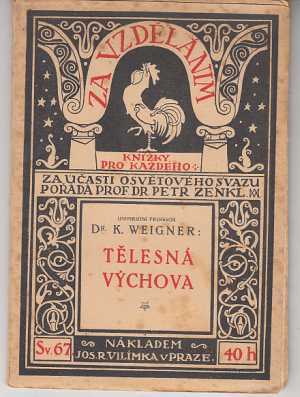 ZA VZDĚLÁNÍM
KNÍŽKY
PRO KAŽDÉHO
ZA ÚČASTI OSVĚTOVÉHO SVAZU
POŘÁDÁ PROF. DR. PETR ZENKL
UNIVERSITNÍ PROFESSOR
Dr. K. WEIGNER:
TĚLESNÁ
VÝCHOVA
Sv. 67
NÁKLADEM
JOS. R. VILÍMKA V PRAZE.
40 h